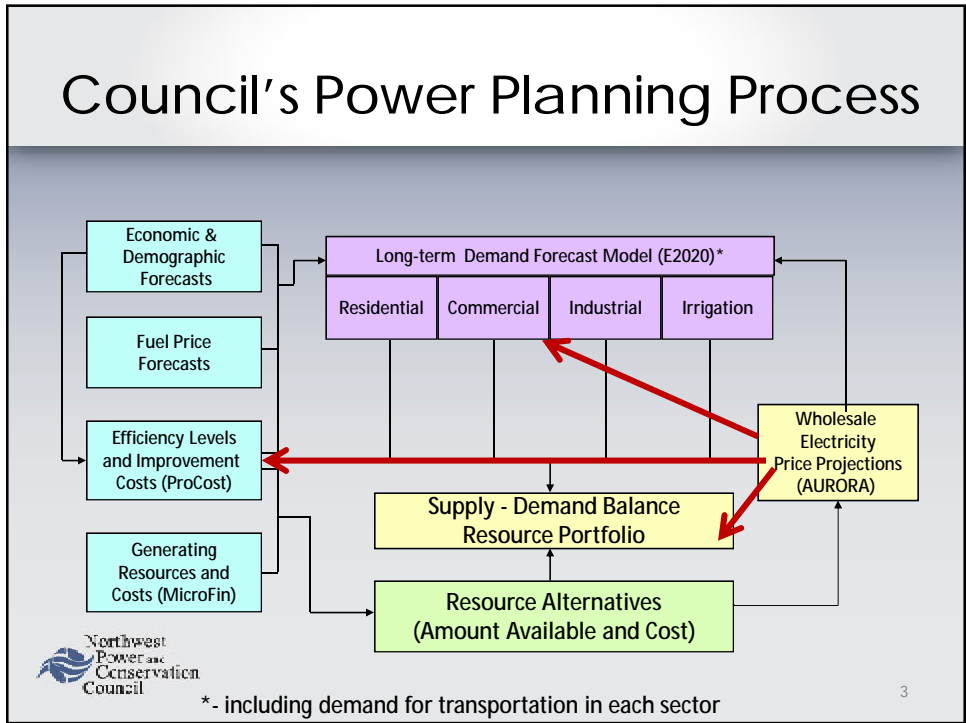 Council's Power Planning Process
Economic &
Demographic
Forecasts
Long-term Demand Forecast Model (E2020)*
Residential
Commercial
Industrial
Irrigation
Fuel Price
Forecasts
Efficiency Levels
and Improvement
Costs (ProCost)
Wholesale
Electricity
Price Projections
(AURORA)
Supply - Demand Balance
Resource Portfolio
Generating
Resources and
Costs (MicroFin)
Resource Alternatives
(Amount Available and Cost)
Northwest
Power and
Conservation
Council
*- including demand for transportation in each sector
3